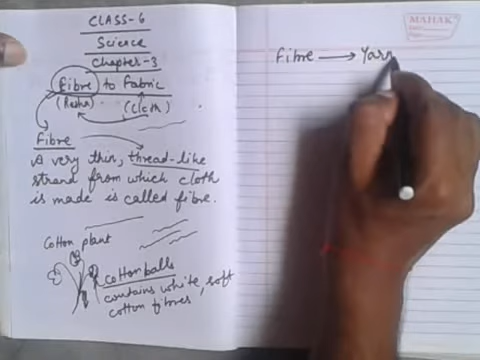 CLASS-6
Science
Chapter-3
Fibre to Fabric
(Resha) (Cloth)
Fibre
A very thin, thread-like
strand from which cloth
is made is called fibre.
Cotton plant
Cotton balls
contains white, soft
cotton fibres
MAHAK
Fibre → Yarn